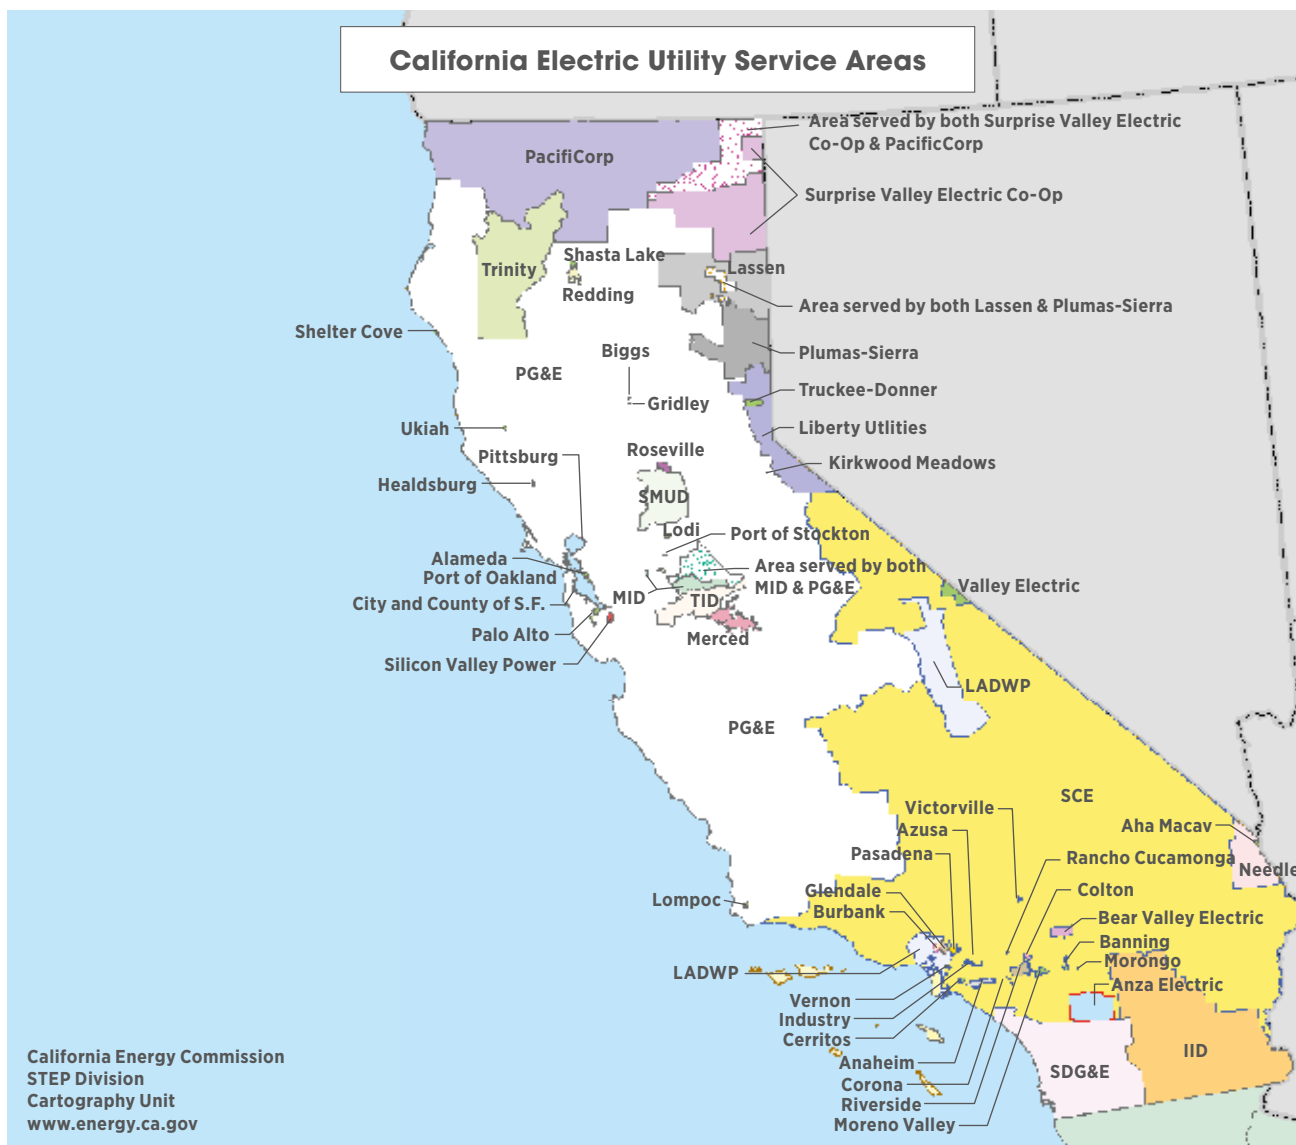 California Electric Utility Service Areas
Area served by both Surprise Valley Electric
Co-Op & PacificCorp
PacifiCorp
Surprise Valley Electric Co-Op
Shasta Lake
Lassen
Trinity
Redding
Area served by both Lassen & Plumas-Sierra
Shelter Cove
Biggs
Plumas-Sierra
PG&E
Truckee-Donner
Gridley
Ukiah
Liberty Utlities
Roseville
Pittsburg
Kirkwood Meadows
Healdsburg
SMUD
Lodi
Port of Stockton
Alameda
Area served by both
MID & PG&E
Port of Oakland
Valley Electric
City and County of S.F.
MID
TID
Palo Alto
Merced
Silicon Valley Power
LADWP
PG&E
SCE
Victorville
Azusa
Aha Macav
Pasadena
Rancho Cucamonga
Needle
Glendale
Colton
Lompoc
Burbank
Bear Valley Electric
Banning
Morongo
LADWP
Anza Electric
Vernon
Industry
Cerritos
Anaheim
IID
SDG&E
Corona
Riverside
Moreno Valley
California Energy Commission
STEP Division
Cartography Unit
www.energy.ca.gov